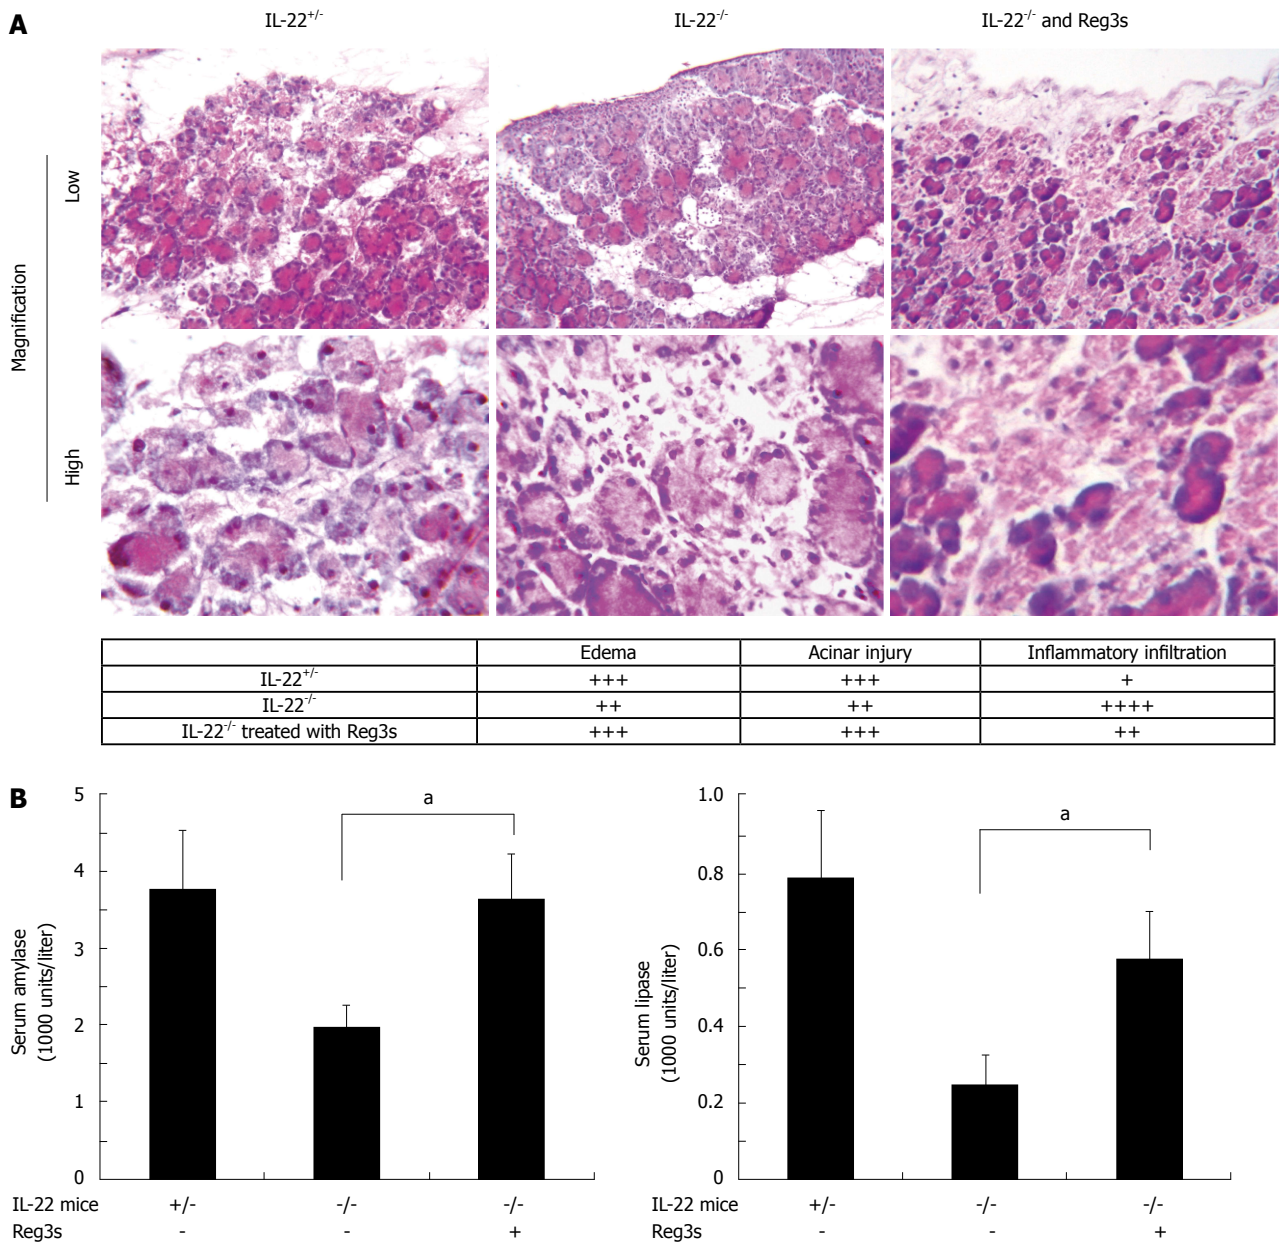 A
IL-22+/-
IL-22-/-
IL-22-/- and Reg3s
Magnification
Low
High
Edema Acinar injury Inflammatory infiltration
IL-22+/- +++ +++ +
IL-22-/- ++ ++ ++++
IL-22-/- treated with Reg3s +++ +++ ++
B
Serum amylase
(1000 units/liter)
5
4
3
2
1
0
a
IL-22 mice +/- -/- -/-
Reg3s - - +
Serum lipase
(1000 units/liter)
1.0
0.8
0.6
0.4
0.2
0
a
IL-22 mice +/- -/- -/-
Reg3s - - +